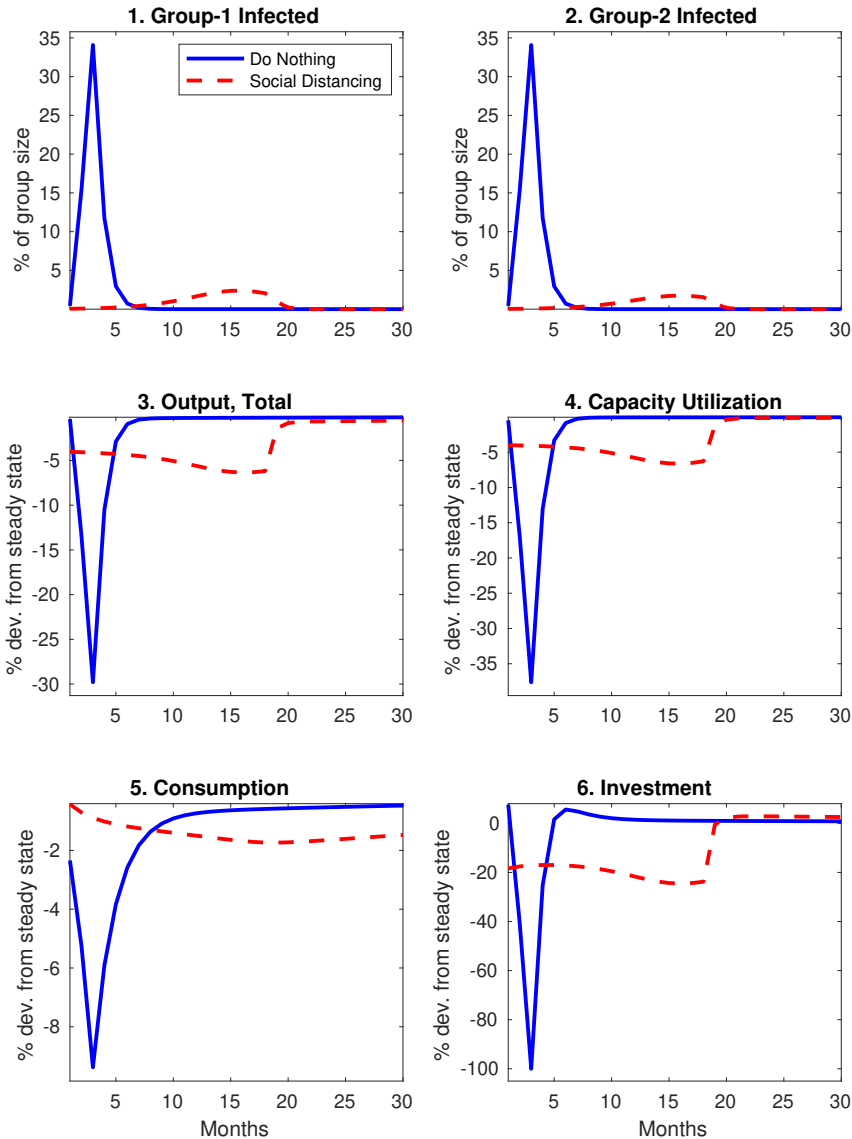 1. Group-1 Infected
% of group size
35
30
25
20
15
10
5
5 10 15 20 25 30
Do Nothing
Social Distancing
2. Group-2 Infected
% of group size
35
30
25
20
15
10
5
5 10 15 20 25 30
3. Output, Total
% dev. from steady state
-5
-10
-15
-20
-25
-30
5 10 15 20 25 30
4. Capacity Utilization
% dev. from steady state
-5
-10
-15
-20
-25
-30
-35
5 10 15 20 25 30
5. Consumption
% dev. from steady state
-2
-4
-6
-8
5 10 15 20 25 30
Months
6. Investment
% dev. from steady state
0
-20
-40
-60
-80
-100
5 10 15 20 25 30
Months